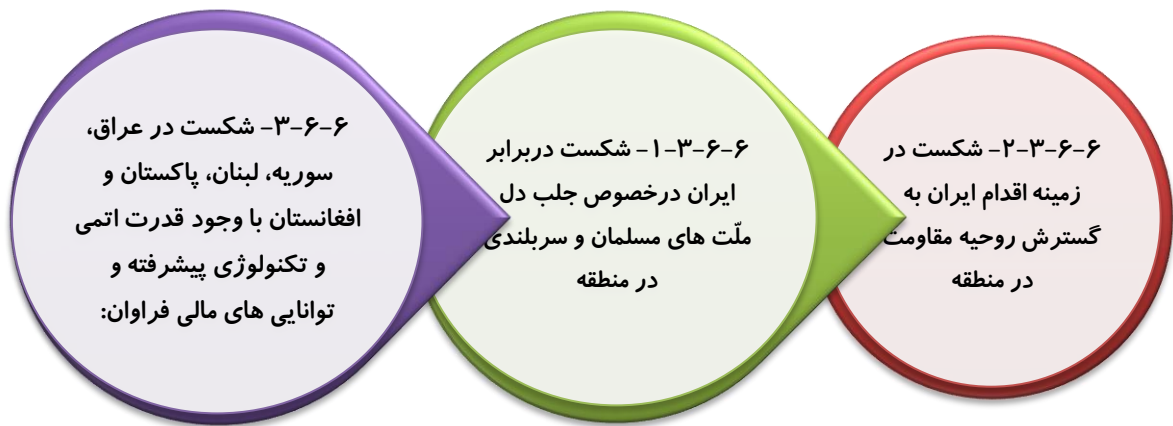 ۶-۶-۳- شکست در عراق،
سوریه، لبنان، پاکستان و
افغانستان با وجود قدرت اتمی
و تکنولوژی پیشرفته و
توانایی های مالی فراوان:
۶-۶-۳-۱- شکست دربرابر
ایران درخصوص جلب دل
ملّت های مسلمان و سربلندی
در منطقه
۶-۶-۳-۲- شکست در
زمینه اقدام ایران به
گسترش روحیه مقاومت
در منطقه